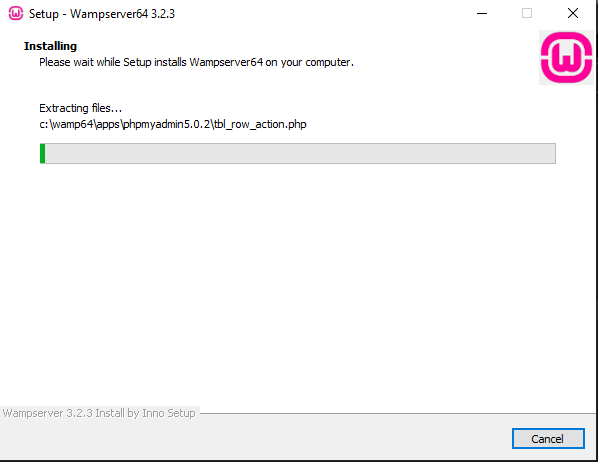 Setup - Wampserver64 3.2.3
Installing
Please wait while Setup installs Wampserver64 on your computer.
Extracting files...
c:\wamp64\apps\phpmyadmin5.0.2\tbl_row_action.php
Wampserver 3.2.3 Install by Inno Setup
Cancel